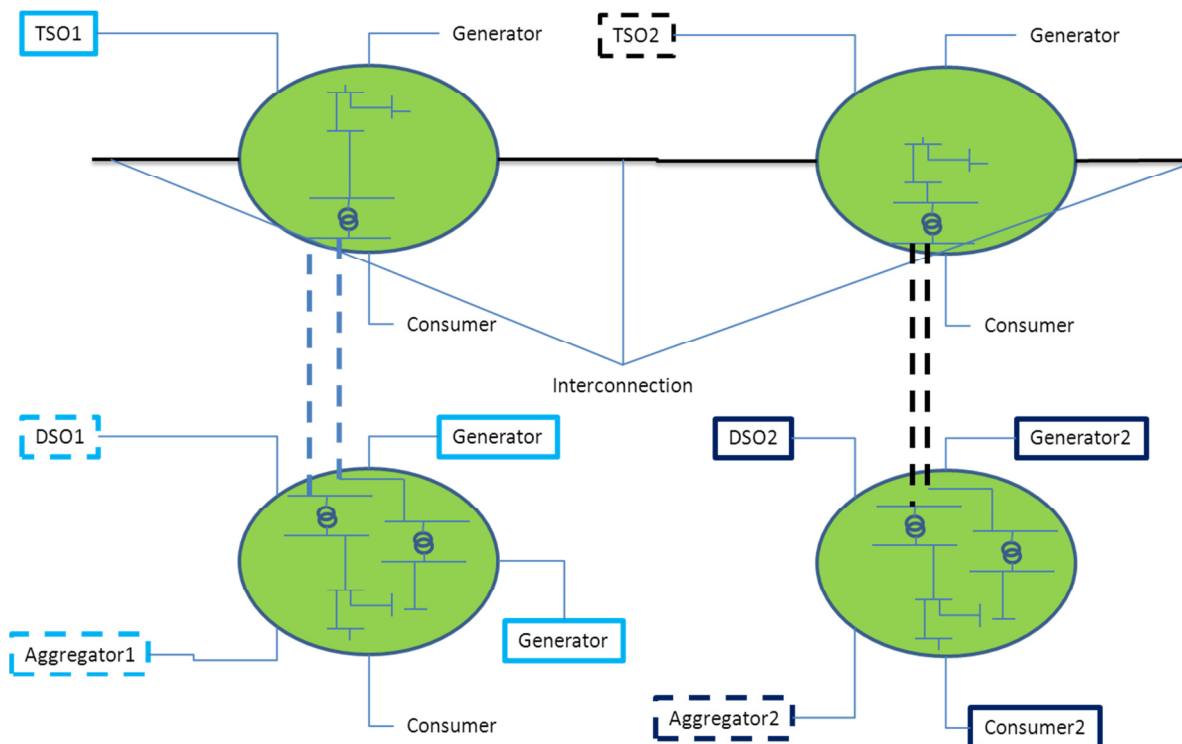 TSO1
Generator
TSO2
Generator
Consumer
Consumer
Interconnection
DSO1
Generator
DSO2
Generator2
Generator
Aggregator1
Aggregator2
Consumer
Consumer2